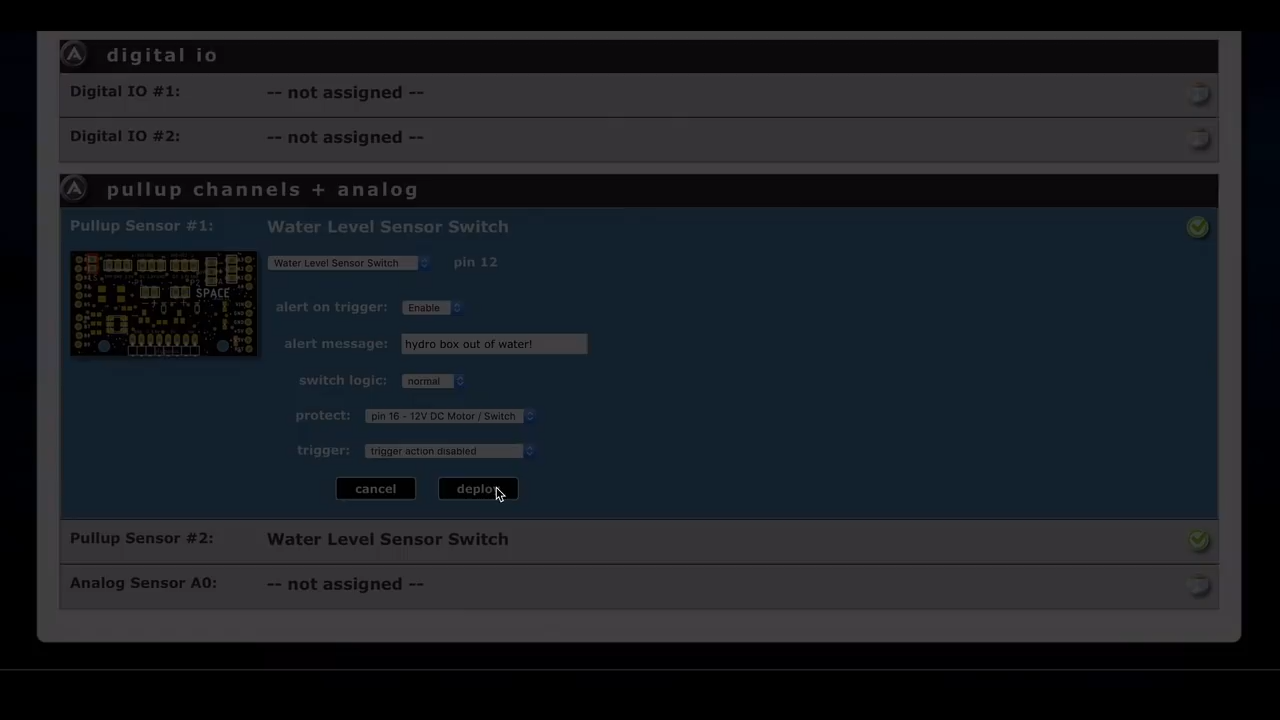 digital io
Digital IO #1: -- not assigned --
Digital IO #2: -- not assigned --
pullup channels + analog
Pullup Sensor #1: Water Level Sensor Switch
Water Level Sensor Switch pin 12
SPACE
alert on trigger: Enable
alert message: hydro box out of water!
switch logic: normal
protect: pin 16 - 12V DC Motor / Switch
trigger: trigger action disabled
cancel deploy
Pullup Sensor #2: Water Level Sensor Switch
Analog Sensor A0: -- not assigned --